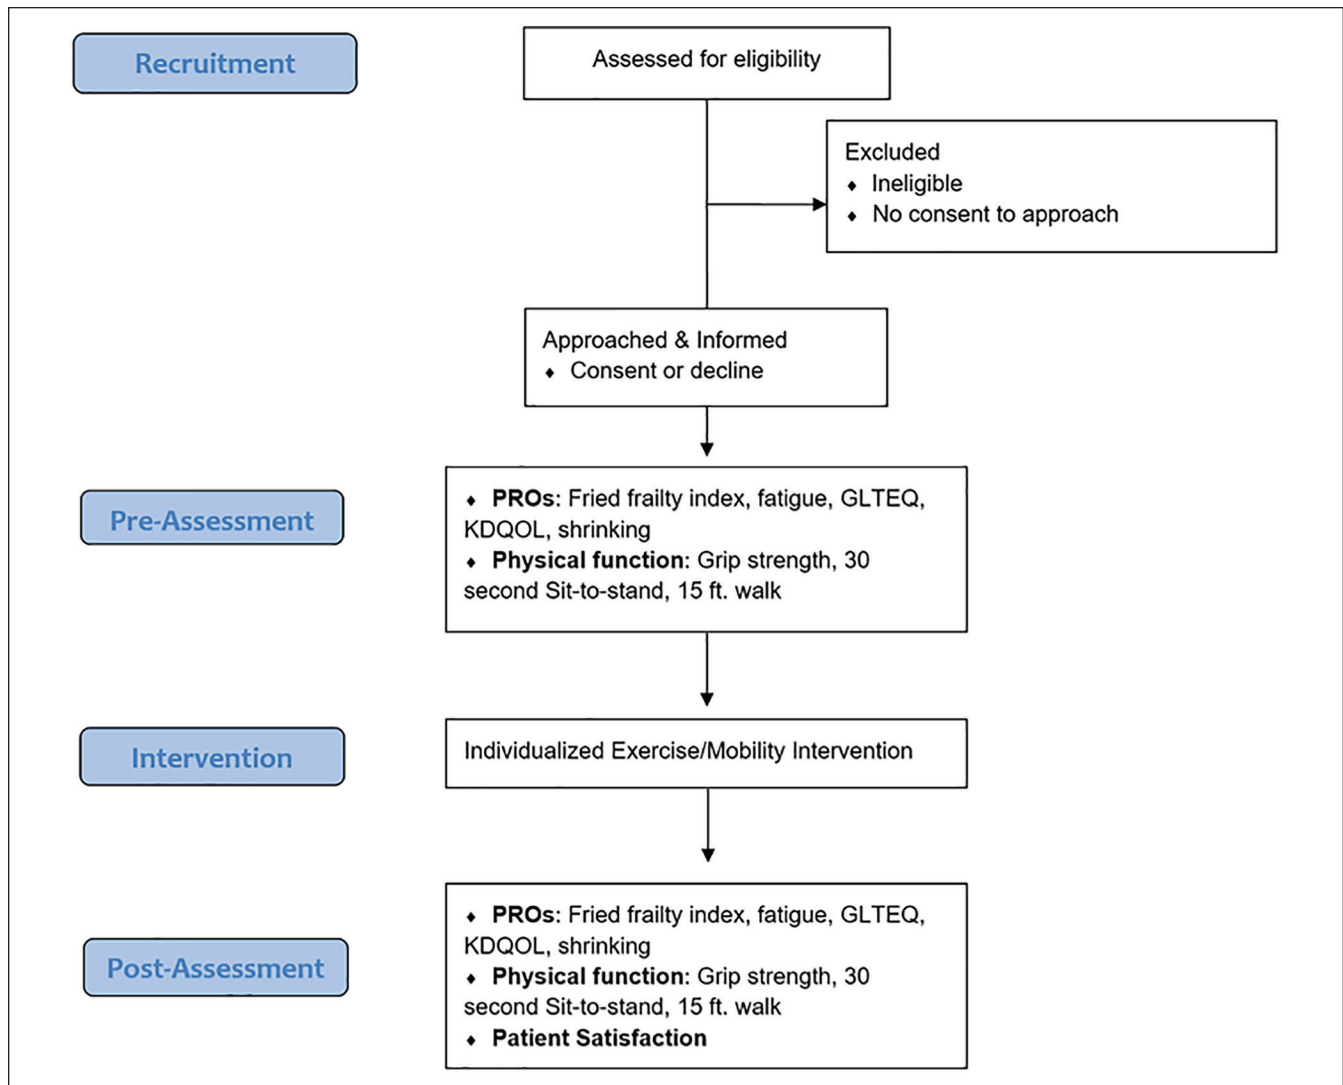 Recruitment
Assessed for eligibility
Excluded
♦ Ineligible
♦ No consent to approach
Approached & Informed
♦ Consent or decline
Pre-Assessment
♦ PROs: Fried frailty index, fatigue, GLTEQ,
KDQOL, shrinking
♦ Physical function: Grip strength, 30
second Sit-to-stand, 15 ft. walk
Intervention
Individualized Exercise/Mobility Intervention
Post-Assessment
♦ PROs: Fried frailty index, fatigue, GLTEQ,
KDQOL, shrinking
♦ Physical function: Grip strength, 30
second Sit-to-stand, 15 ft. walk
♦ Patient Satisfaction